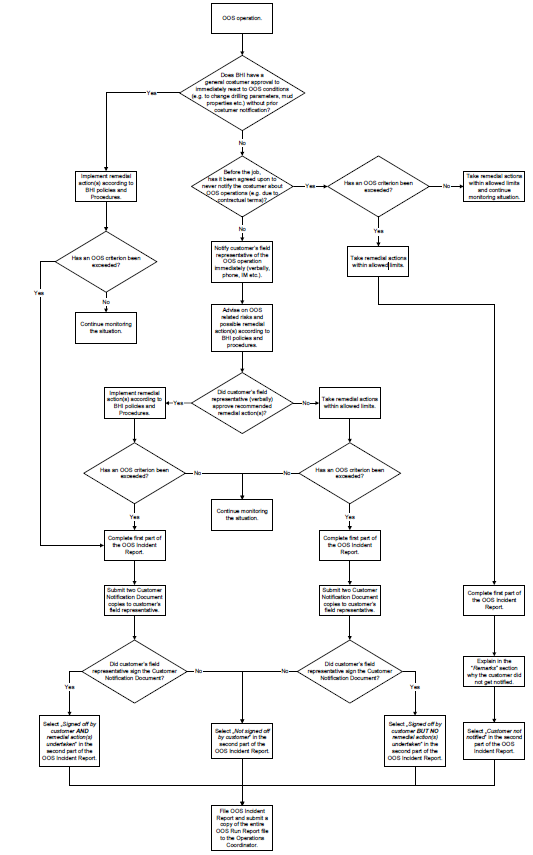 OOS operation.
Does BHI have a
general costumer approval to
immediately react to OOS conditions
(e.g. to change drilling parameters, mud
properties etc.) without prior
costumer notification?
Yes
No
Implement remedial
action(s) according to
BHI policies and
Procedures.
Before the job,
has it been agreed upon to
never notify the costumer about
OOS operations (e.g. due to
contractual terms)?
Yes
Has an OOS criterion been
exceeded?
No
Take remedial actions
within allowed limits
and continue
monitoring situation.
No
Yes
Has an OOS criterion been
exceeded?
Notify customer's field
representative of the
OOS operation
immediately (verbally,
phone, IM etc.).
Take remedial actions
within allowed limits.
Yes
No
Continue monitoring
the situation.
Advise on OOS
related risks and
possible remedial
action(s) according to
BHI policies and
procedures.
Implement remedial
action(s) according to
BHI policies and
Procedures.
Yes
Did customer's field
representative (verbally)
approve recommended
remedial action(s)?
No
Take remedial actions
within allowed limits.
Has an OOS criterion been
exceeded?
No
No
Has an OOS criterion been
exceeded?
Continue monitoring
the situation.
Yes
Yes
Complete first part of
the OOS Incident
Report.
Complete first part of
the OOS Incident
Report.
Submit two Customer
Notification Document
copies to customer's
field representative.
Submit two Customer
Notification Document
copies to customer's
field representative.
Complete first part of
the OOS Incident
Report.
Did customer's field
representative sign the Customer
Notification Document?
No
No
Did customer's field
representative sign the Customer
Notification Document?
Explain in the
"Remarks" section
why the customer did
not get notified.
Yes
Yes
Select „Signed off by
customer AND
remedial action(s)
undertaken" in the
second part of the
OOS Incident Report.
Select „Not signed off
by customer" in the
second part of the
OOS Incident Report.
Select „Signed off by
customer BUT NO
remedial action(s)
undertaken" in the
second part of the
OOS Incident Report.
Select „Customer not
notified" in the second
part of the OOS
Incident Report.
File OOS Incident
Report and submit a
copy of the entire
OOS Run Report file
to the Operations
Coordinator.